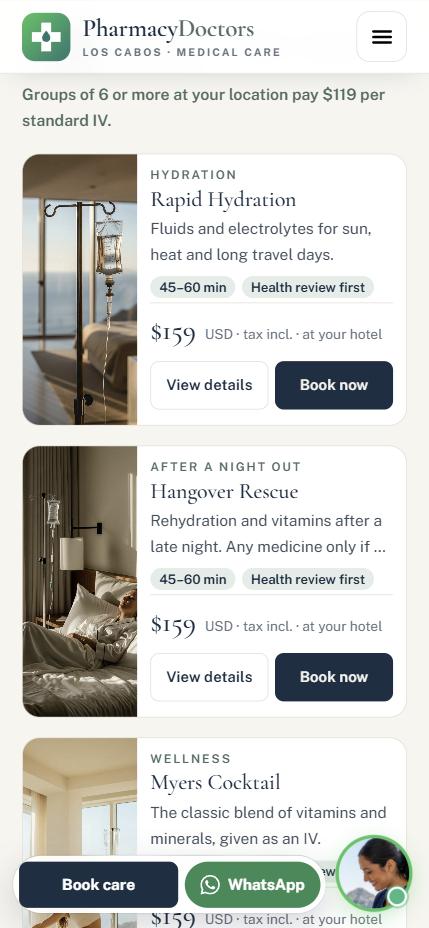 PharmacyDoctors
LOS CABOS · MEDICAL CARE
Groups of 6 or more at your location pay $119 per
standard IV.
HYDRATION
Rapid Hydration
Fluids and electrolytes for sun,
heat and long travel days.
45–60 min Health review first
$159 USD · tax incl. · at your hotel
View details Book now
AFTER A NIGHT OUT
Hangover Rescue
Rehydration and vitamins after a
late night. Any medicine only if ...
45–60 min Health review first
$159 USD · tax incl. · at your hotel
View details Book now
WELLNESS
Myers Cocktail
The classic blend of vitamins and
minerals, given as an IV.
Book care WhatsApp
$159 USD · tax incl. · at your hotel